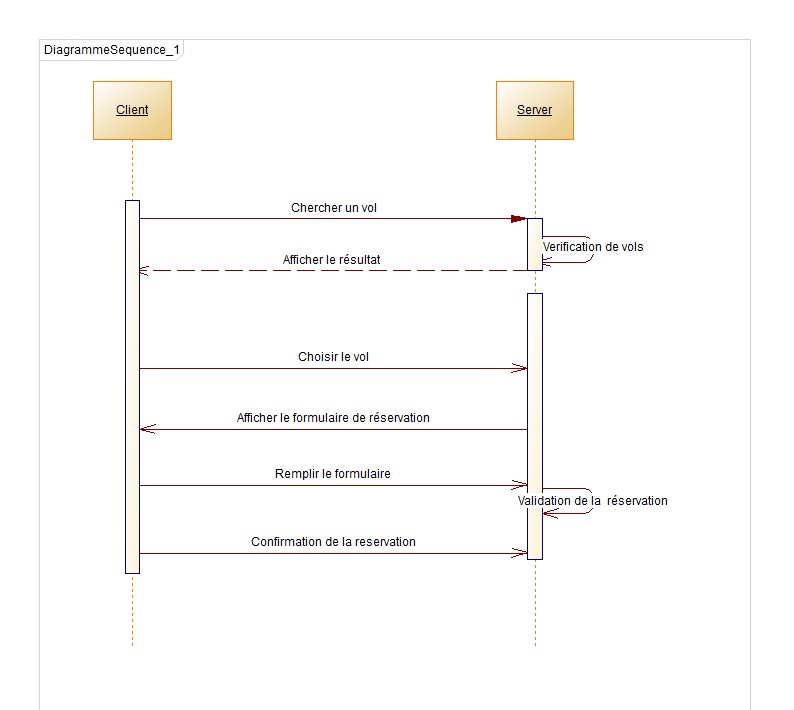 DiagrammeSequence_1
Client
Server
Chercher un vol
Verification de vols
Afficher le résultat
Choisir le vol
Afficher le formulaire de réservation
Remplir le formulaire
Validation de la réservation
Confirmation de la reservation